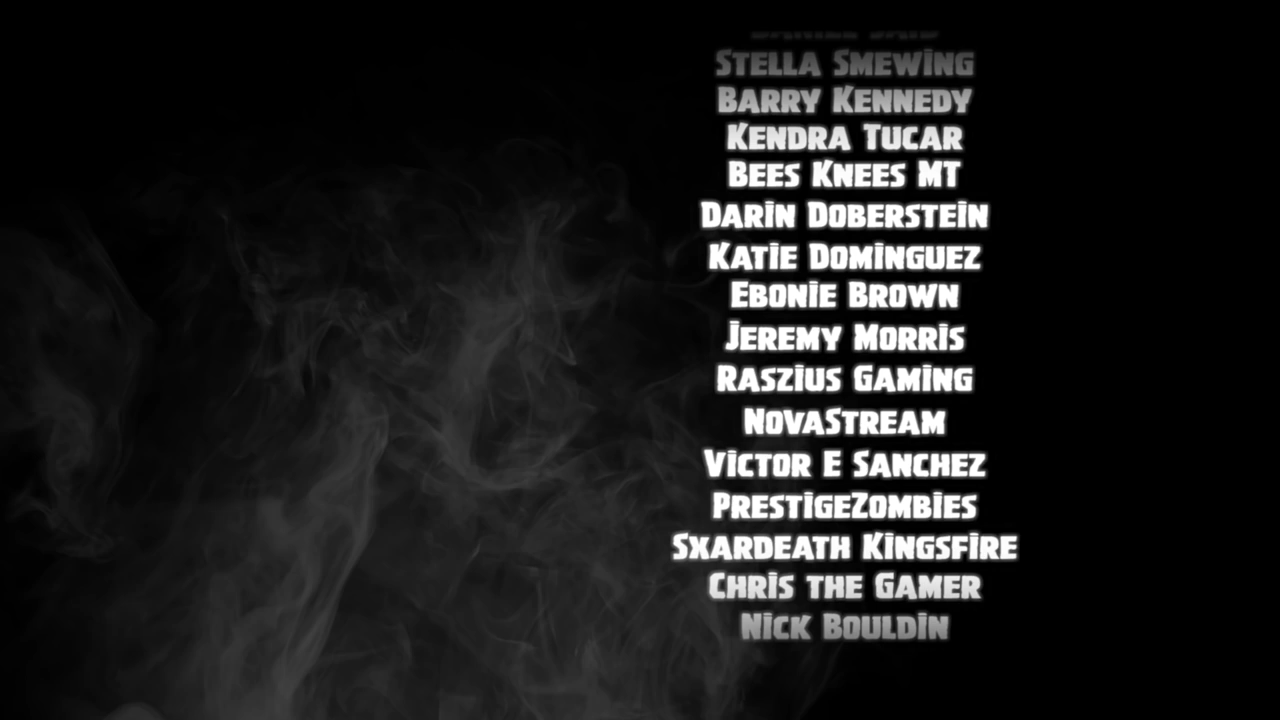 Stella Smewing
Barry Kennedy
Kendra Tucar
Bees Knees MT
Darin Doberstein
Katie Dominguez
Ebonie Brown
Jeremy Morris
Raszius Gaming
NovaStream
Victor E Sanchez
PrestigeZombies
Sxardeath Kingsfire
Chris the Gamer
Nick Bouldin